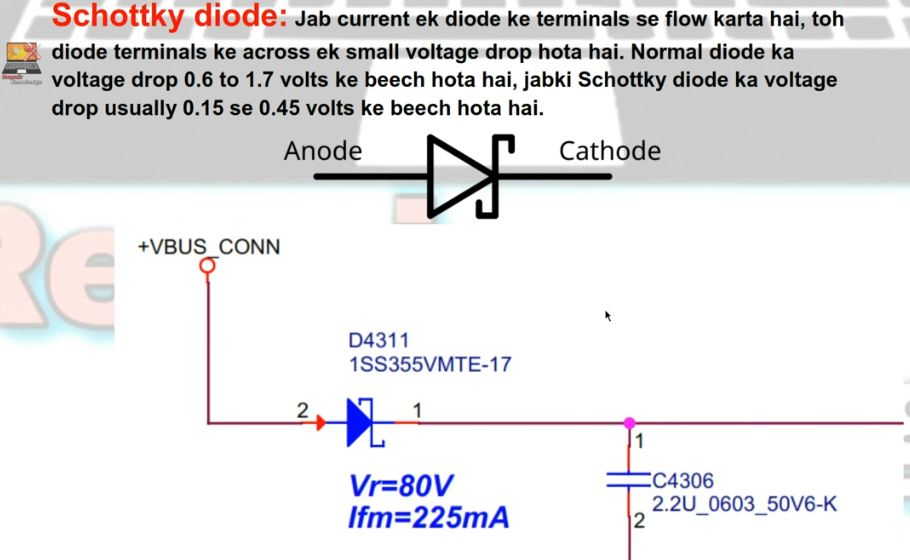 Schottky diode: Jab current ek diode ke terminals se flow karta hai, toh
diode terminals ke across ek small voltage drop hota hai. Normal diode ka
voltage drop 0.6 to 1.7 volts ke beech hota hai, jabki Schottky diode ka voltage
drop usually 0.15 se 0.45 volts ke beech hota hai.
Anode
Cathode
Re
+VBUS_CONN
D4311
1SS355VMTE-17
2
1
1
Vr=80V
Ifm=225mA
C4306
2.2U_0603_50V6-K
2